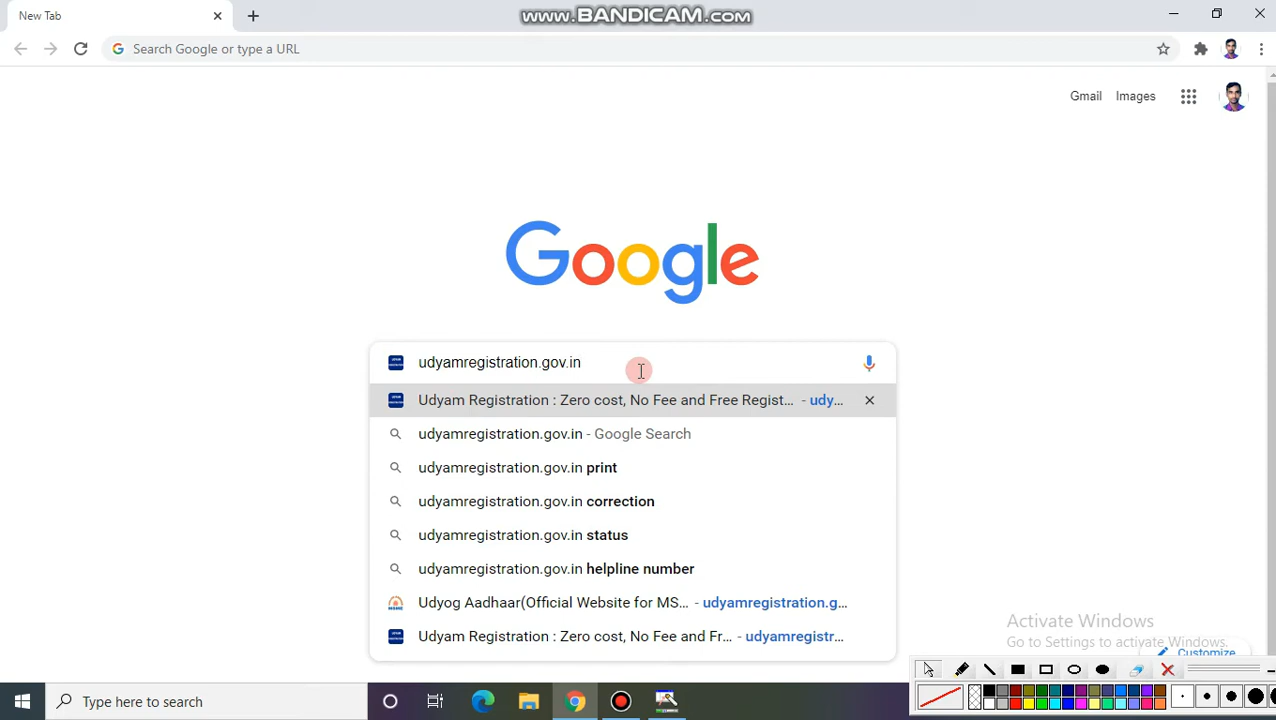 New Tab
www.BANDICAM.com
Search Google or type a URL
Gmail Images
Google
udyamregistration.gov.in
Udyam Registration : Zero cost, No Fee and Free Regist... - udy...
udyamregistration.gov.in - Google Search
udyamregistration.gov.in print
udyamregistration.gov.in correction
udyamregistration.gov.in status
udyamregistration.gov.in helpline number
Udyog Aadhaar(Official Website for MS... - udyamregistration.g...
Udyam Registration : Zero cost, No Fee and Fr... - udyamregistr...
Activate Windows
Go to Settings to activate Windows.
Customize
Type here to search